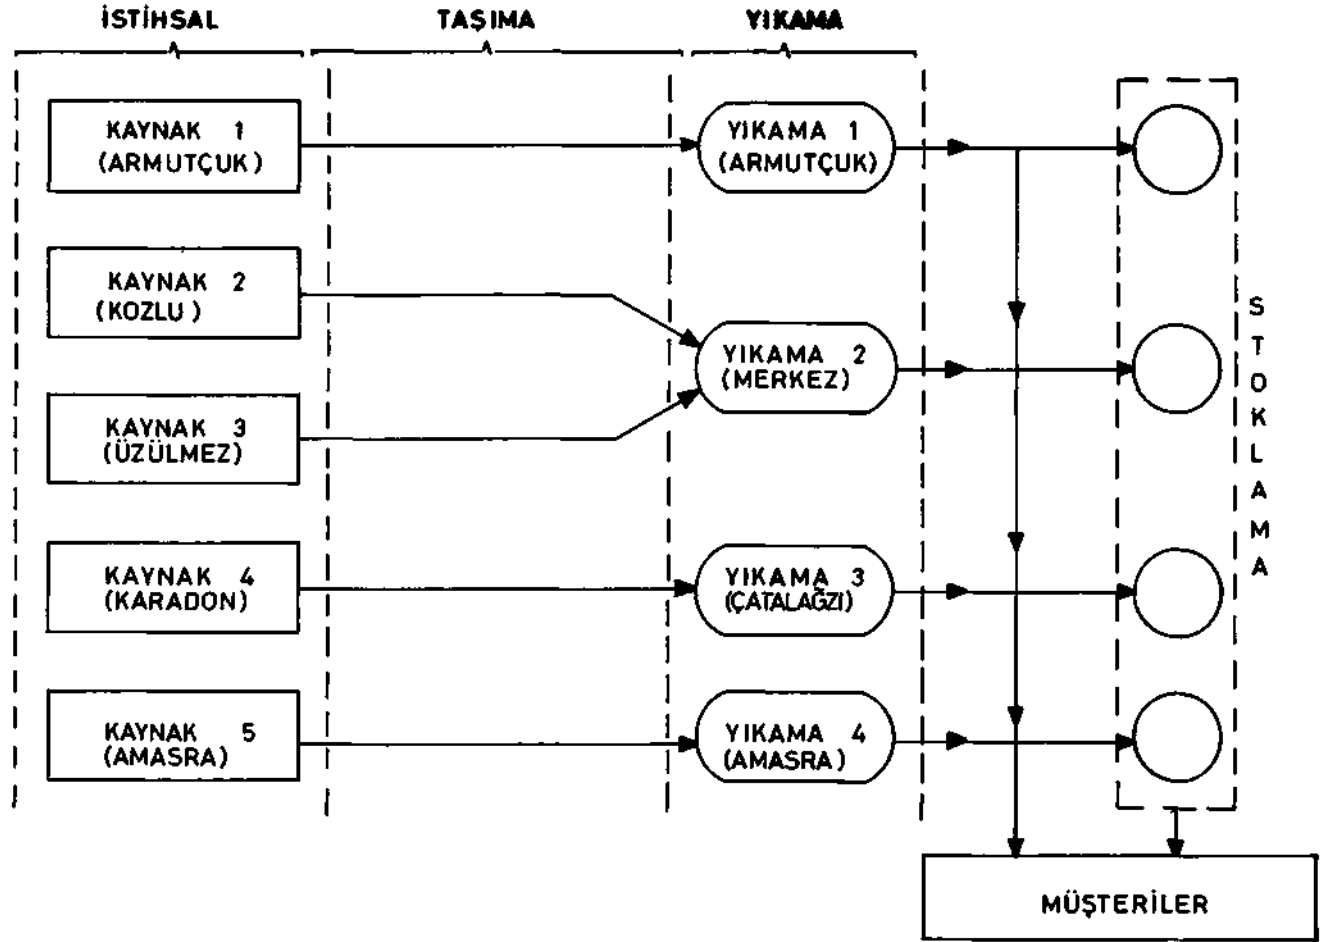 İSTİHSAL
TAŞIMA
YIKAMA
KAYNAK 1
(ARMUTÇUK)
YIKAMA 1
(ARMUTÇUK)
KAYNAK 2
(KOZLU)
YIKAMA 2
(MERKEZ)
KAYNAK 3
(ÜZÜLMEZ)
KAYNAK 4
(KARADON)
YIKAMA 3
(ÇATALAĞZI)
KAYNAK 5
(AMASRA)
YIKAMA 4
(AMASRA)
STOKLAMA
MÜŞTERİLER